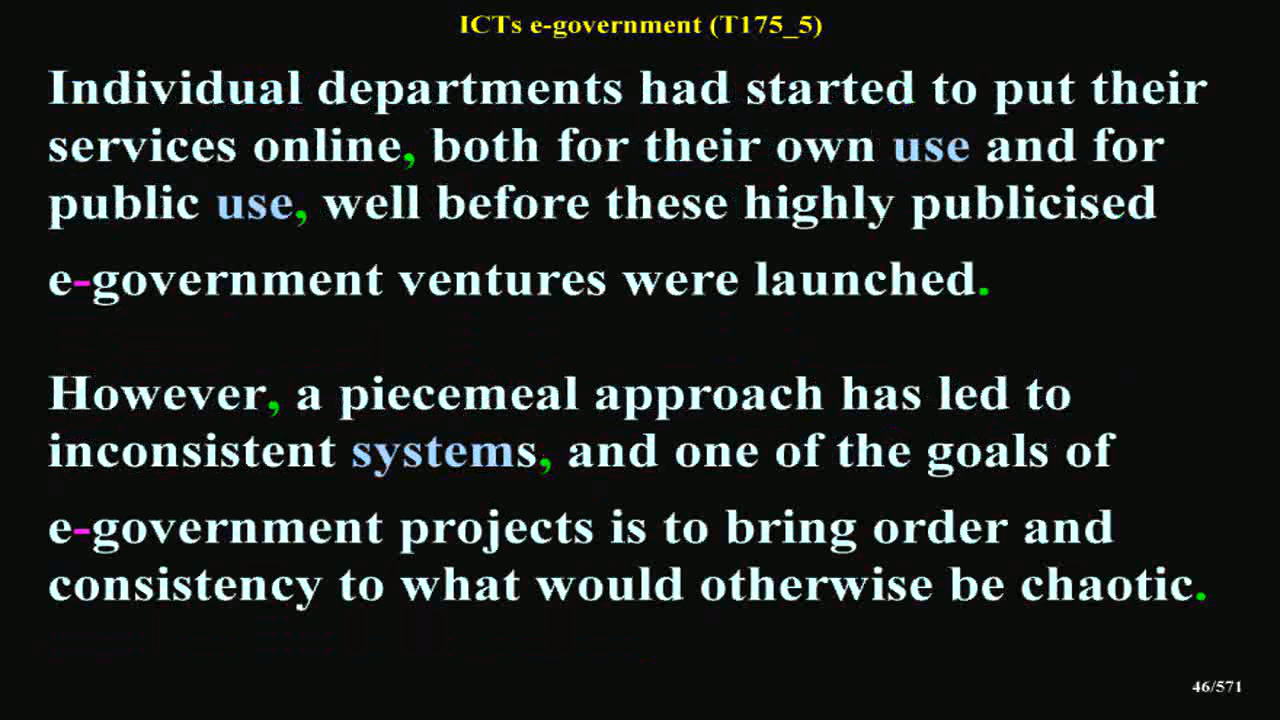 ICTs e-government (T175_5)
Individual departments had started to put their
services online, both for their own use and for
public use, well before these highly publicised
e-government ventures were launched.
However, a piecemeal approach has led to
inconsistent systems, and one of the goals of
e-government projects is to bring order and
consistency to what would otherwise be chaotic.
46/571